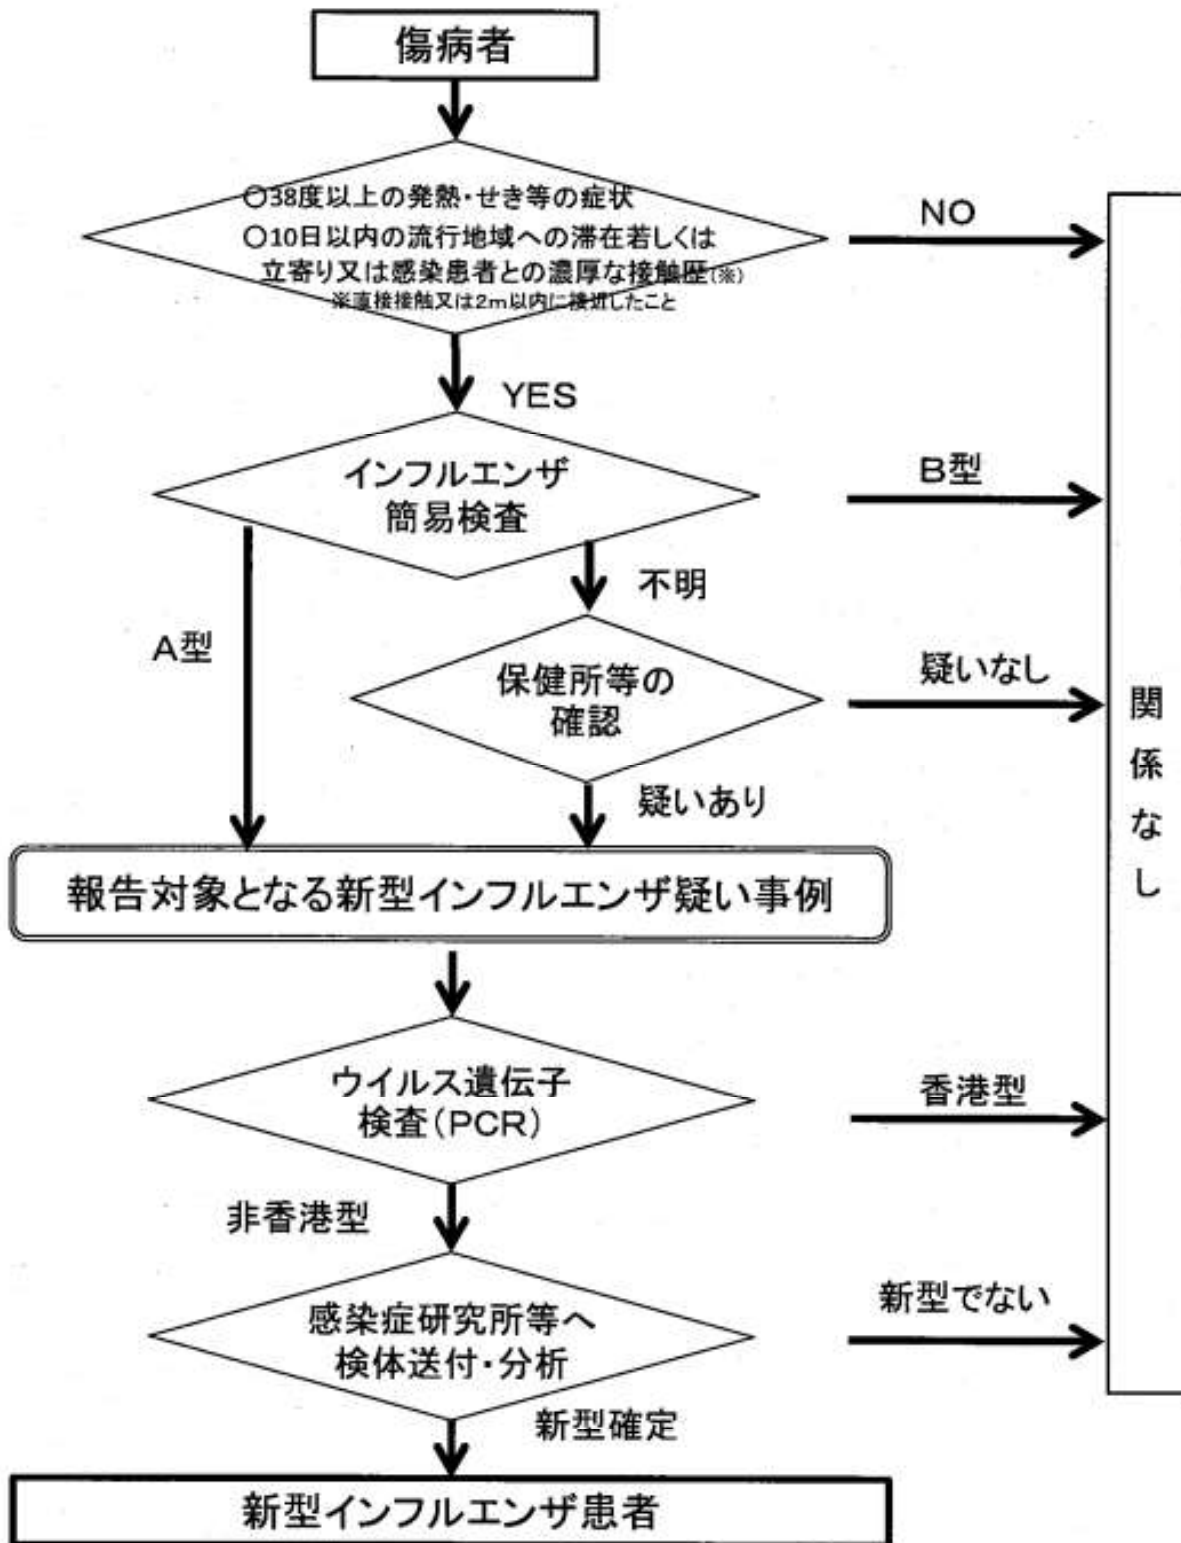 傷病者
○38度以上の発熱・せき等の症状
○10日以内の流行地域への滞在若しくは
立寄り又は感染患者との濃厚な接触歴(※)
※直接接触又は2m以内に接近したこと
NO
YES
インフルエンザ
簡易検査
B型
不明
A型
保健所等の
確認
疑いなし
疑いあり
関係なし
報告対象となる新型インフルエンザ疑い事例
ウイルス遺伝子
検査(PCR)
香港型
非香港型
感染症研究所等へ
検体送付・分析
新型でない
新型確定
新型インフルエンザ患者